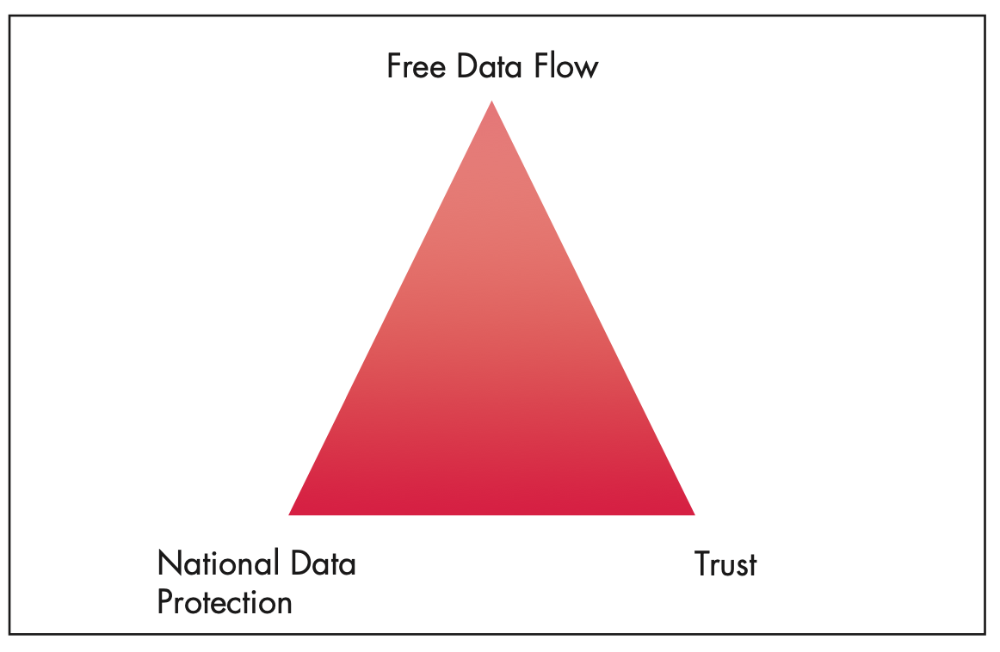 Free Data Flow
National Data
Protection
Trust